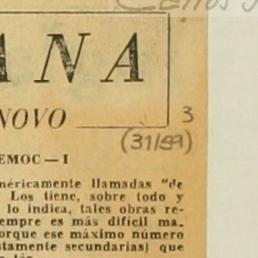 ANA
NOVO
3
(31/59)
EMOC—I
méricamente llamadas "de
Los tiene, sobre todo y
lo indica, tales obras re-
empre es más difícil ma-
orque ese máximo número
stamente secundarias) que